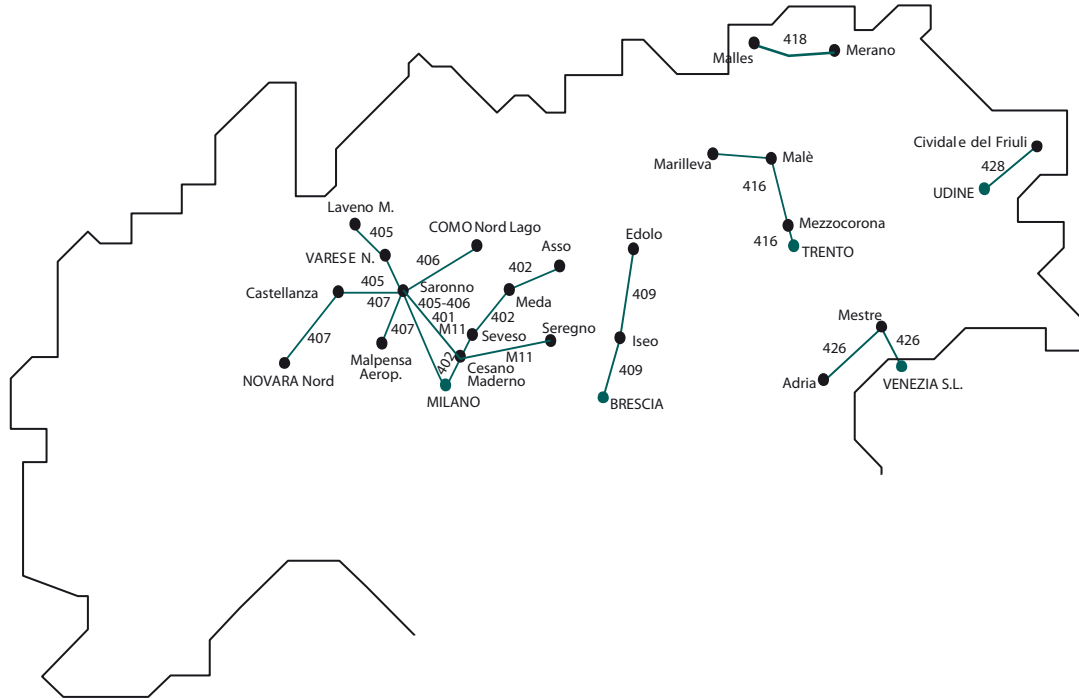 418
Malles
Merano
Cividale del Friuli
428
UDINE
Marilleva
Malè
416
Mezzocorona
416
TRENTO
Laveno M.
405
VARESE N.
COMO Nord Lago
406
Asso
402
Edolo
405
Castellanza
407
Saronno
405-406
401
Meda
402
409
M11
Seveso
Seregno
407
407
Malpensa
Aerop.
M11
402
Cesano
Maderno
NOVARA Nord
MILANO
Iseo
409
BRESCIA
Mestre
426
426
Adria
VENEZIA S.L.